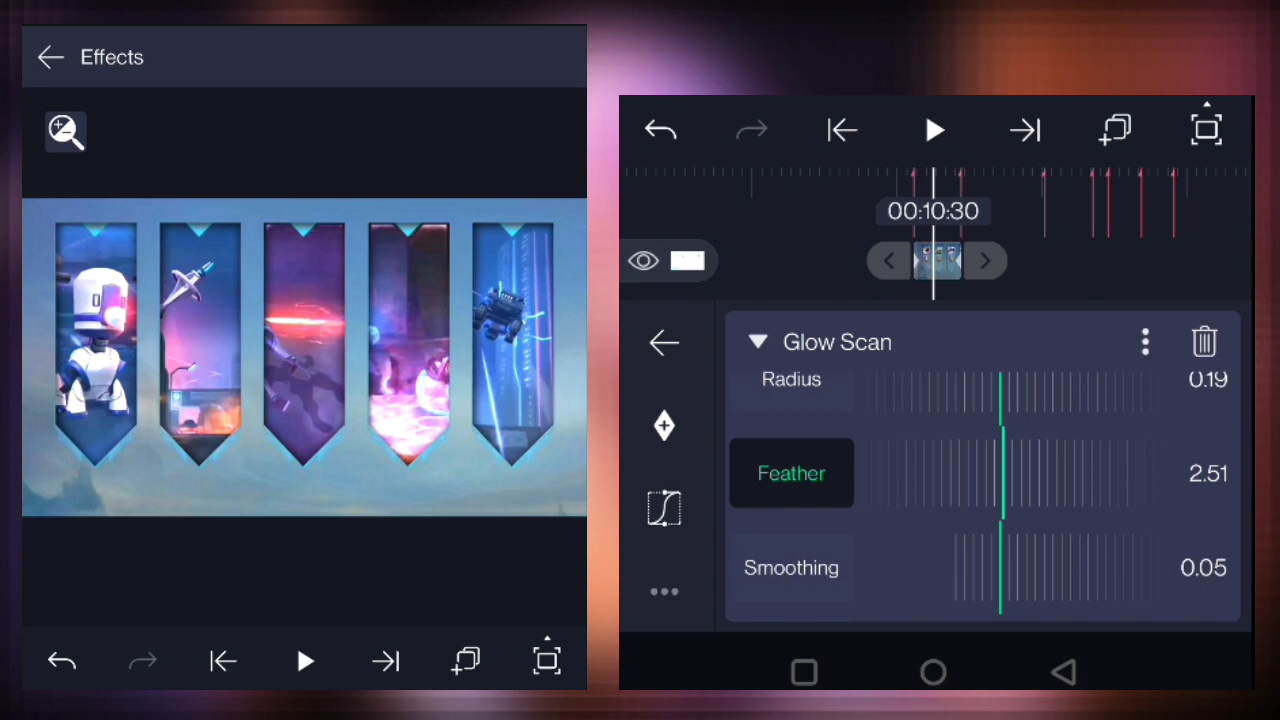 Effects
00:10:30
Glow Scan
Radius 0.19
Feather 2.51
Smoothing 0.05